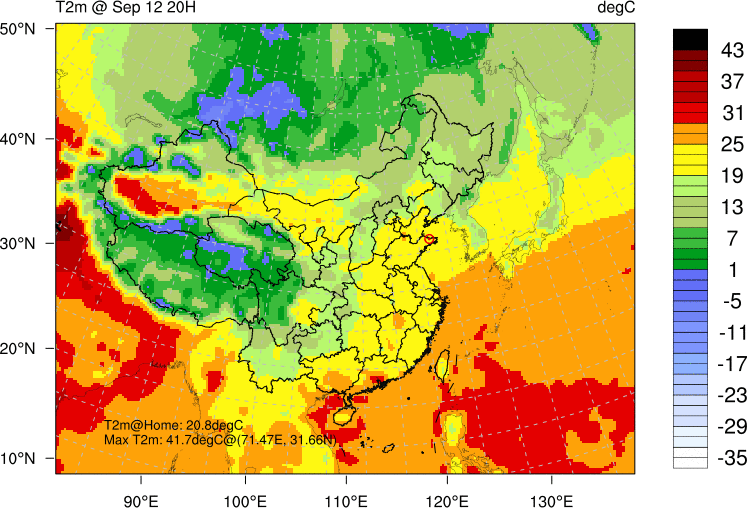 T2m @ Sep 12 20H degC
50°N
40°N
30°N
20°N
10°N
T2m@Home: 20.8degC
Max T2m: 41.7degC@(71.47E, 31.66N)
90°E 100°E 110°E 120°E 130°E
43
37
31
25
19
13
7
1
-5
-11
-17
-23
-29
-35